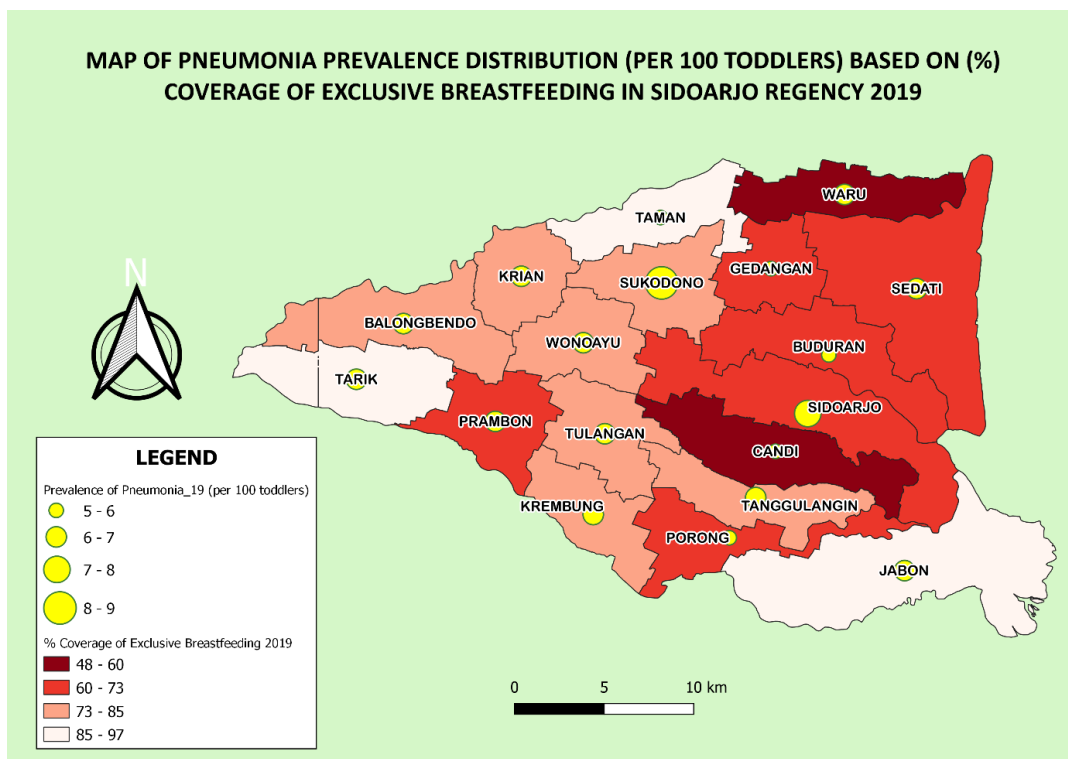 MAP OF PNEUMONIA PREVALENCE DISTRIBUTION (PER 100 TODDLERS) BASED ON (%)
COVERAGE OF EXCLUSIVE BREASTFEEDING IN SIDOARJO REGENCY 2019
WARU
TAMAN
N
GEDANGAN
KRIAN
SUKODONO
SEDATI
BALONGBENDO
WONOAYU
BUDURAN
TARIK
SIDOARJO
PRAMBON
TULANGAN
CANDI
KREMBUNG
TANGGULANGIN
PORONG
JABON
LEGEND
Prevalence of Pneumonia_19 (per 100 toddlers)
5 - 6
6 - 7
7 - 8
8 - 9
% Coverage of Exclusive Breastfeeding 2019
48 - 60
60 - 73
73 - 85
85 - 97
0 5 10 km